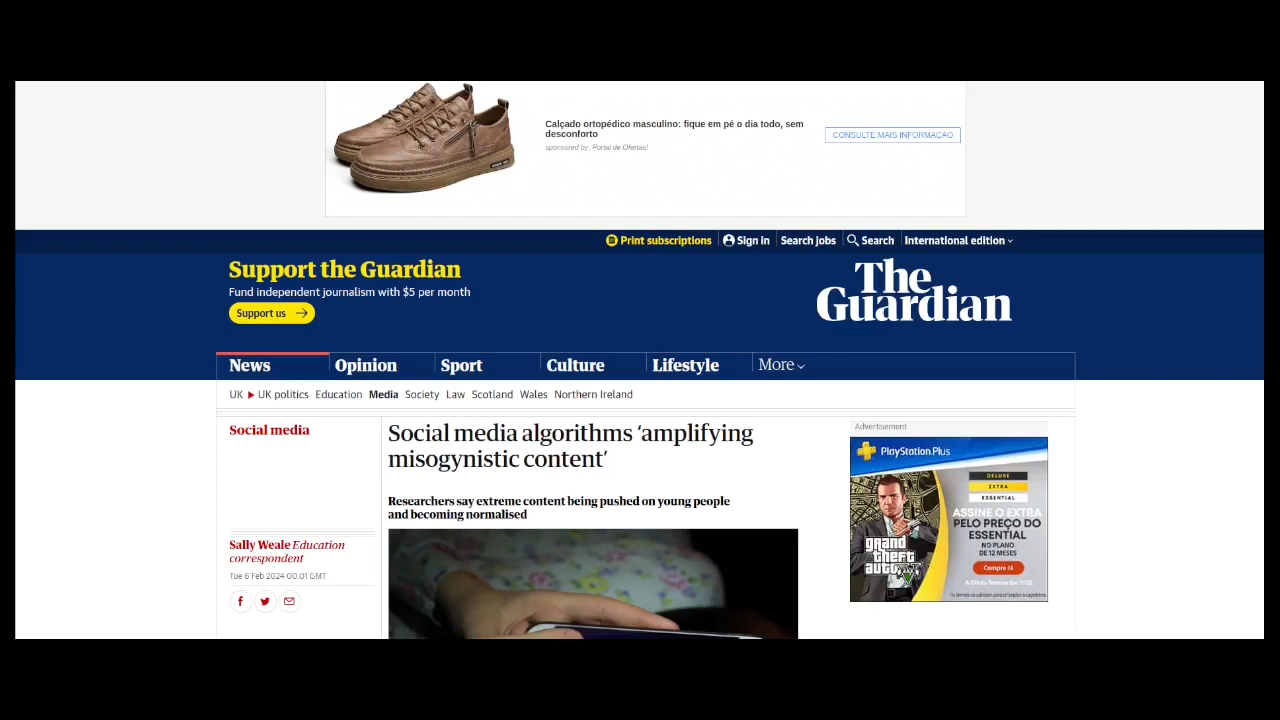 Calçado ortopédico masculino: fique em pé o dia todo, sem
desconforto
sponsored by: Portal de Ofertas!
CONSULTE MAIS INFORMAÇAO
Print subscriptions
Sign in
Search jobs
Search
International edition
Support the Guardian
Fund independent journalism with $5 per month
Support us
The
Guardian
News
Opinion
Sport
Culture
Lifestyle
More
UK UK politics Education Media Society Law Scotland Wales Northern Ireland
Social media
Social media algorithms ‘amplifying
misogynistic content’
Researchers say extreme content being pushed on young people
and becoming normalised
Sally Weale Education
correspondent
Tue 6 Feb 2024 00.01 GMT
Advertisement
PlayStation.Plus
DELUXE
EXTRA
ESSENTIAL
ASSINE O EXTRA
PELO PREÇO DO
ESSENTIAL
NO PLANO
DE 12 MESES
Compre Já
grand
theft
auto V